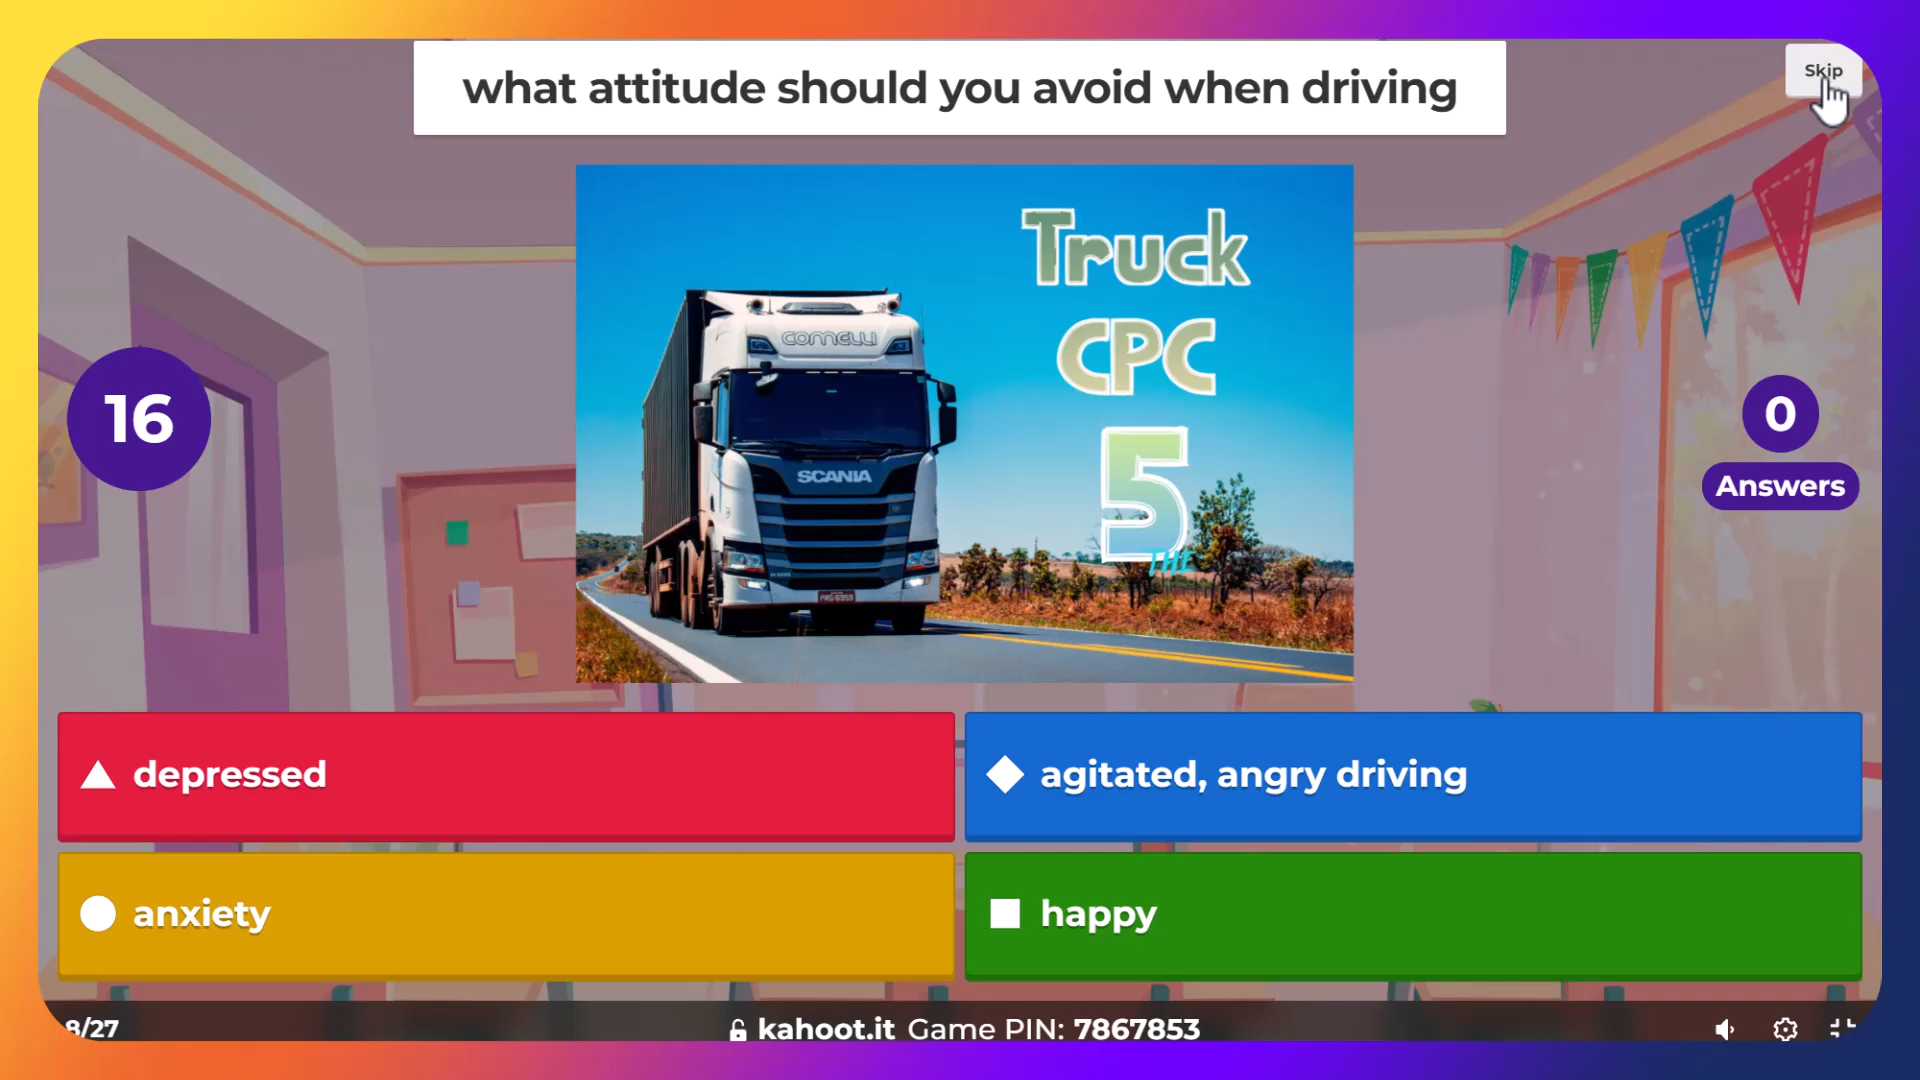 what attitude should you avoid when driving
Skip
Truck
CPC
5
THE
COMELLI
SCANIA
16
0
Answers
depressed
agitated, angry driving
anxiety
happy
8/27
kahoot.it Game PIN: 7867853